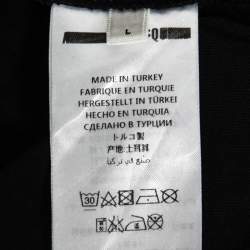 L
MADE IN TURKEY
FABRIQUE EN TURQUIE
HERGESTELLT IN TÜRKEI
HECHO EN TURQUIA
СДЕЛАНО В ТУРЦИИ
トルコ製
产地:土耳其
صنع في تركيا
30